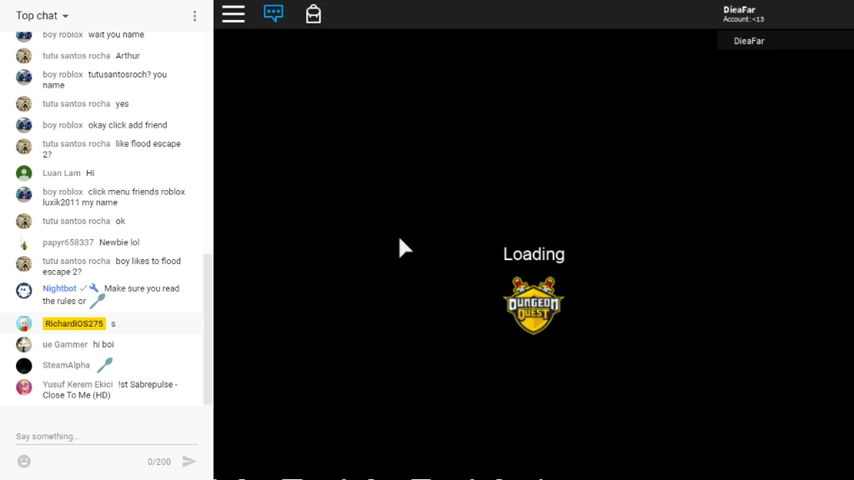 Top chat
boy roblox wait you name
tutu santos rocha Arthur
boy roblox tutusantosroch? you
name
tutu santos rocha yes
boy roblox okay click add friend
tutu santos rocha like flood escape
2?
Luan Lam Hi
boy roblox click menu friends roblox
luxik2011 my name
tutu santos rocha ok
papyr658337 Newbie lol
tutu santos rocha boy likes to flood
escape 2?
Nightbot Make sure you read
the rules or
RichardiOS275 s
ue Gammer hi boi
SteamAlpha
Yusuf Kerem Ekici !st Sabrepulse -
Close To Me (HD)
Say something...
0/200
DieaFar
Account: <13
DieaFar
Loading
DUNGEON
QUEST